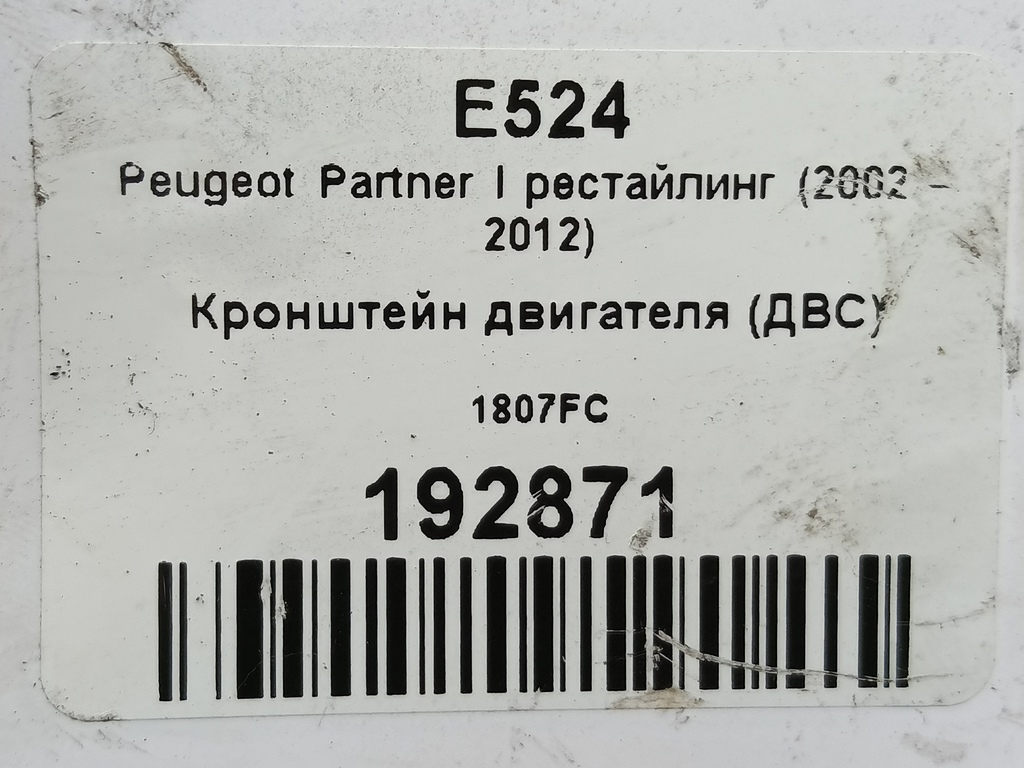 E524
Peugeot Partner I рестайлинг (2002 –
2012)
Кронштейн двигателя (ДВС)
1807FC
192871